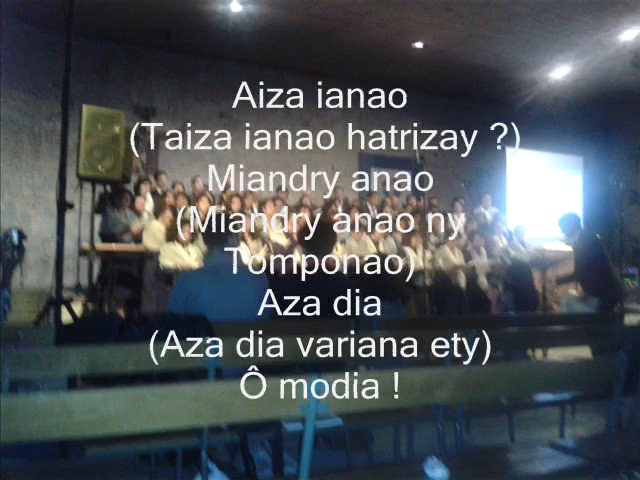 Aiza ianao
(Taiza ianao hatrizay ?)
Miandry anao
(Miandry anao ny
Tomponao)
Aza dia
(Aza dia variana ety)
Ô modia !